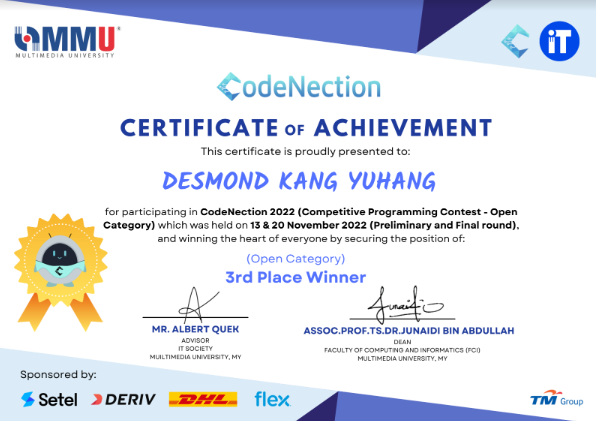 MMU
MULTIMEDIA UNIVERSITY
iT
CodeNection
CERTIFICATE OF ACHIEVEMENT
This certificate is proudly presented to:
DESMOND KANG YUHANG
for participating in CodeNection 2022 (Competitive Programming Contest - Open
Category) which was held on 13 & 20 November 2022 (Preliminary and Final round),
and winning the heart of everyone by securing the position of:
(Open Category)
3rd Place Winner
MR. ALBERT QUEK
ADVISOR
IT SOCIETY
MUILTIMEDIA UNIVERSITY, MY
ASSOC.PROF.TS.DR.JUNAIDI BIN ABDULLAH
DEAN
FACULTY OF COMPUTING AND INFORMATICS (FCI)
MULTIMEDIA UNIVERSITY, MY
Sponsored by:
Setel DERIV DHL flex TM Group